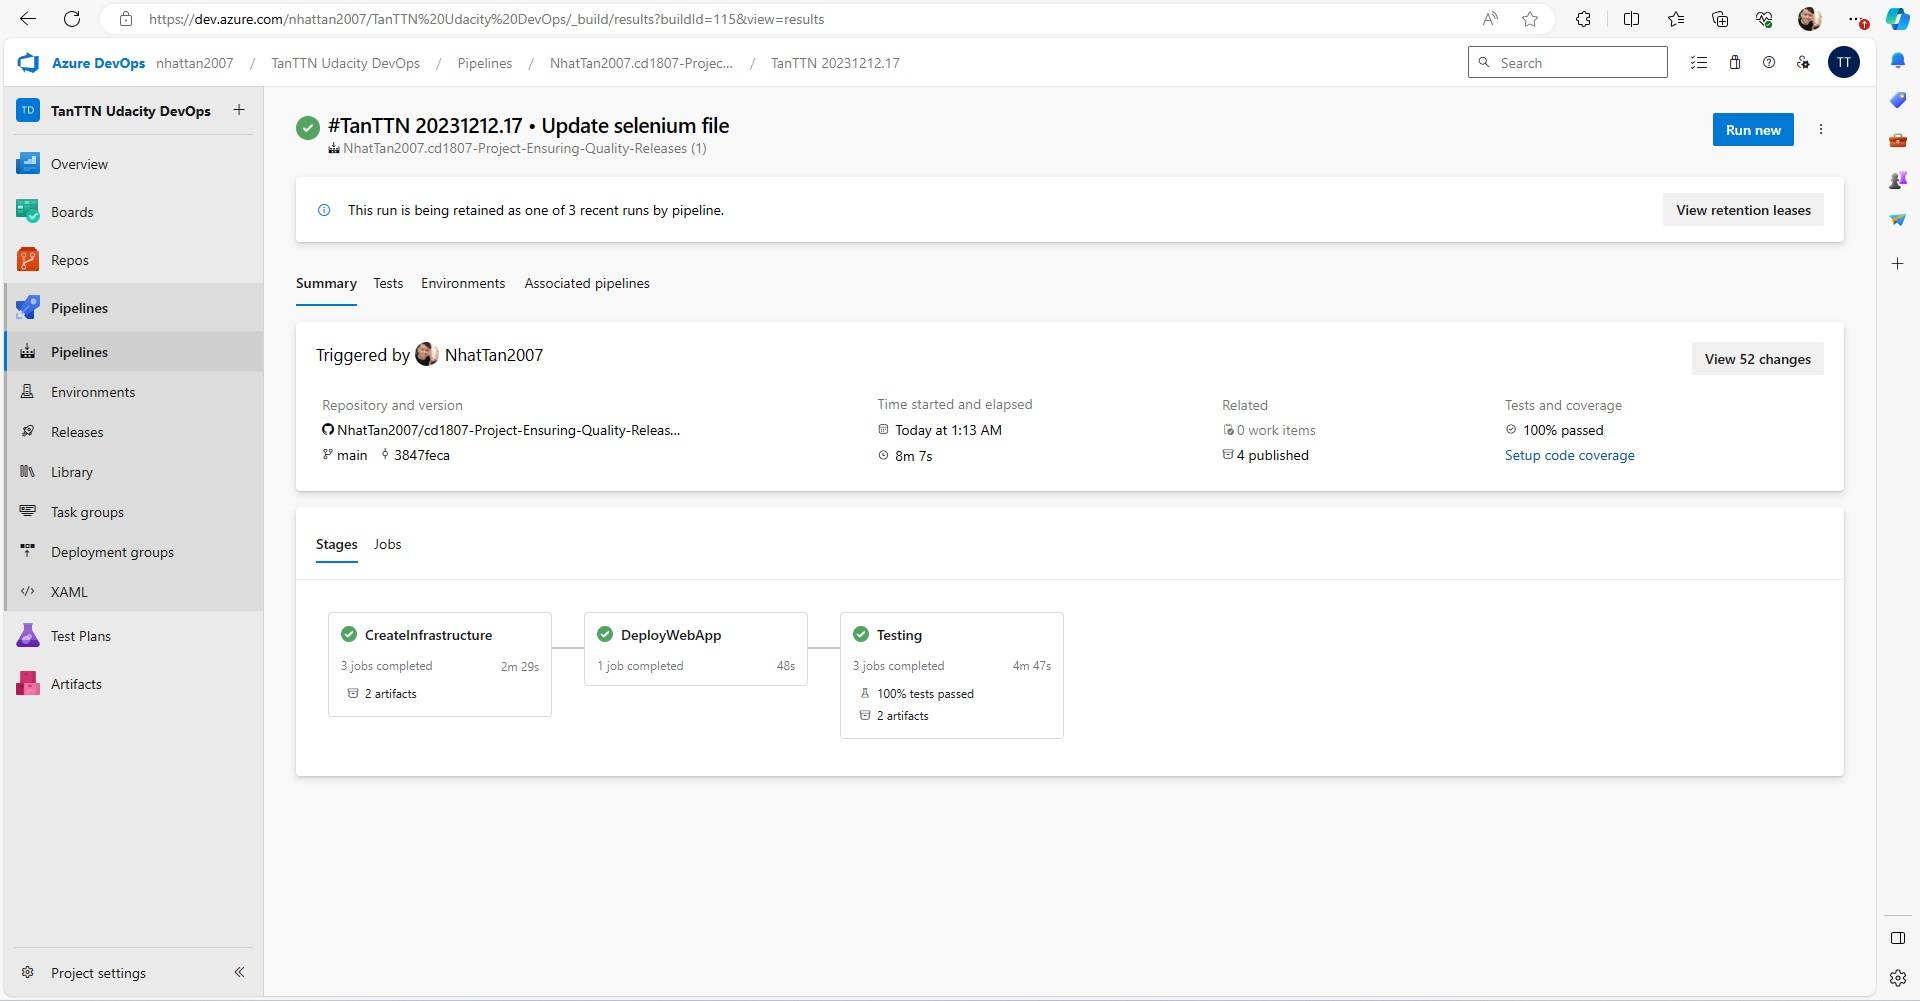 https://dev.azure.com/nhattan2007/TanTTN%20Udacity%20DevOps/_build/results?buildId=115&view=results
Azure DevOps nhattan2007 / TanTTN Udacity DevOps / Pipelines / NhatTan2007.cd1807-Projec... / TanTTN 20231212.17
Search
TT
TD TanTTN Udacity DevOps
Overview
Boards
Repos
Pipelines
Pipelines
Environments
Releases
Library
Task groups
Deployment groups
XAML
Test Plans
Artifacts
Project settings
#TanTTN 20231212.17 • Update selenium file
NhatTan2007.cd1807-Project-Ensuring-Quality-Releases (1)
Run new
This run is being retained as one of 3 recent runs by pipeline.
View retention leases
Summary Tests Environments Associated pipelines
Triggered by NhatTan2007
View 52 changes
Repository and version
NhatTan2007/cd1807-Project-Ensuring-Quality-Releas...
main 3847feca
Time started and elapsed
Today at 1:13 AM
8m 7s
Related
0 work items
4 published
Tests and coverage
100% passed
Setup code coverage
Stages Jobs
CreateInfrastructure
3 jobs completed 2m 29s
2 artifacts
DeployWebApp
1 job completed 48s
Testing
3 jobs completed 4m 47s
100% tests passed
2 artifacts